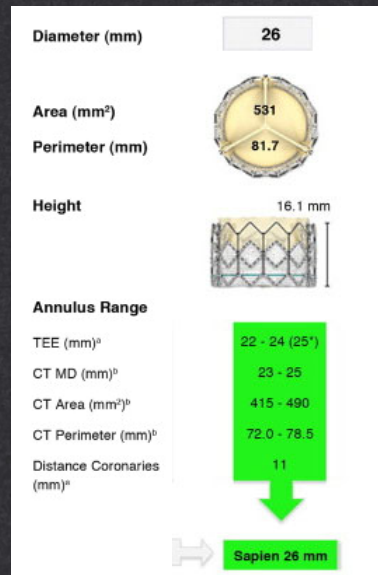 Diameter (mm) 26
Area (mm²) 531
Perimeter (mm) 81.7
Height 16.1 mm
Annulus Range
TEE (mm)ᵃ 22 - 24 (25*)
CT MD (mm)ᵇ 23 - 25
CT Area (mm²)ᵇ 415 - 490
CT Perimeter (mm)ᵇ 72.0 - 78.5
Distance Coronaries 11
(mm)ᵃ
Sapien 26 mm